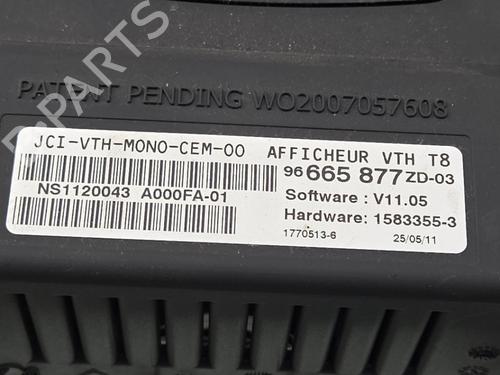 B-PARTS
PATENT PENDING WO2007057608
JCI-VTH-MONO-CEM-00 AFFICHEUR VTH T8
96 665 877 ZD-03
NS1120043 A000FA-01
Software : V11.05
Hardware: 1583355-3
1770513-6 25/05/11